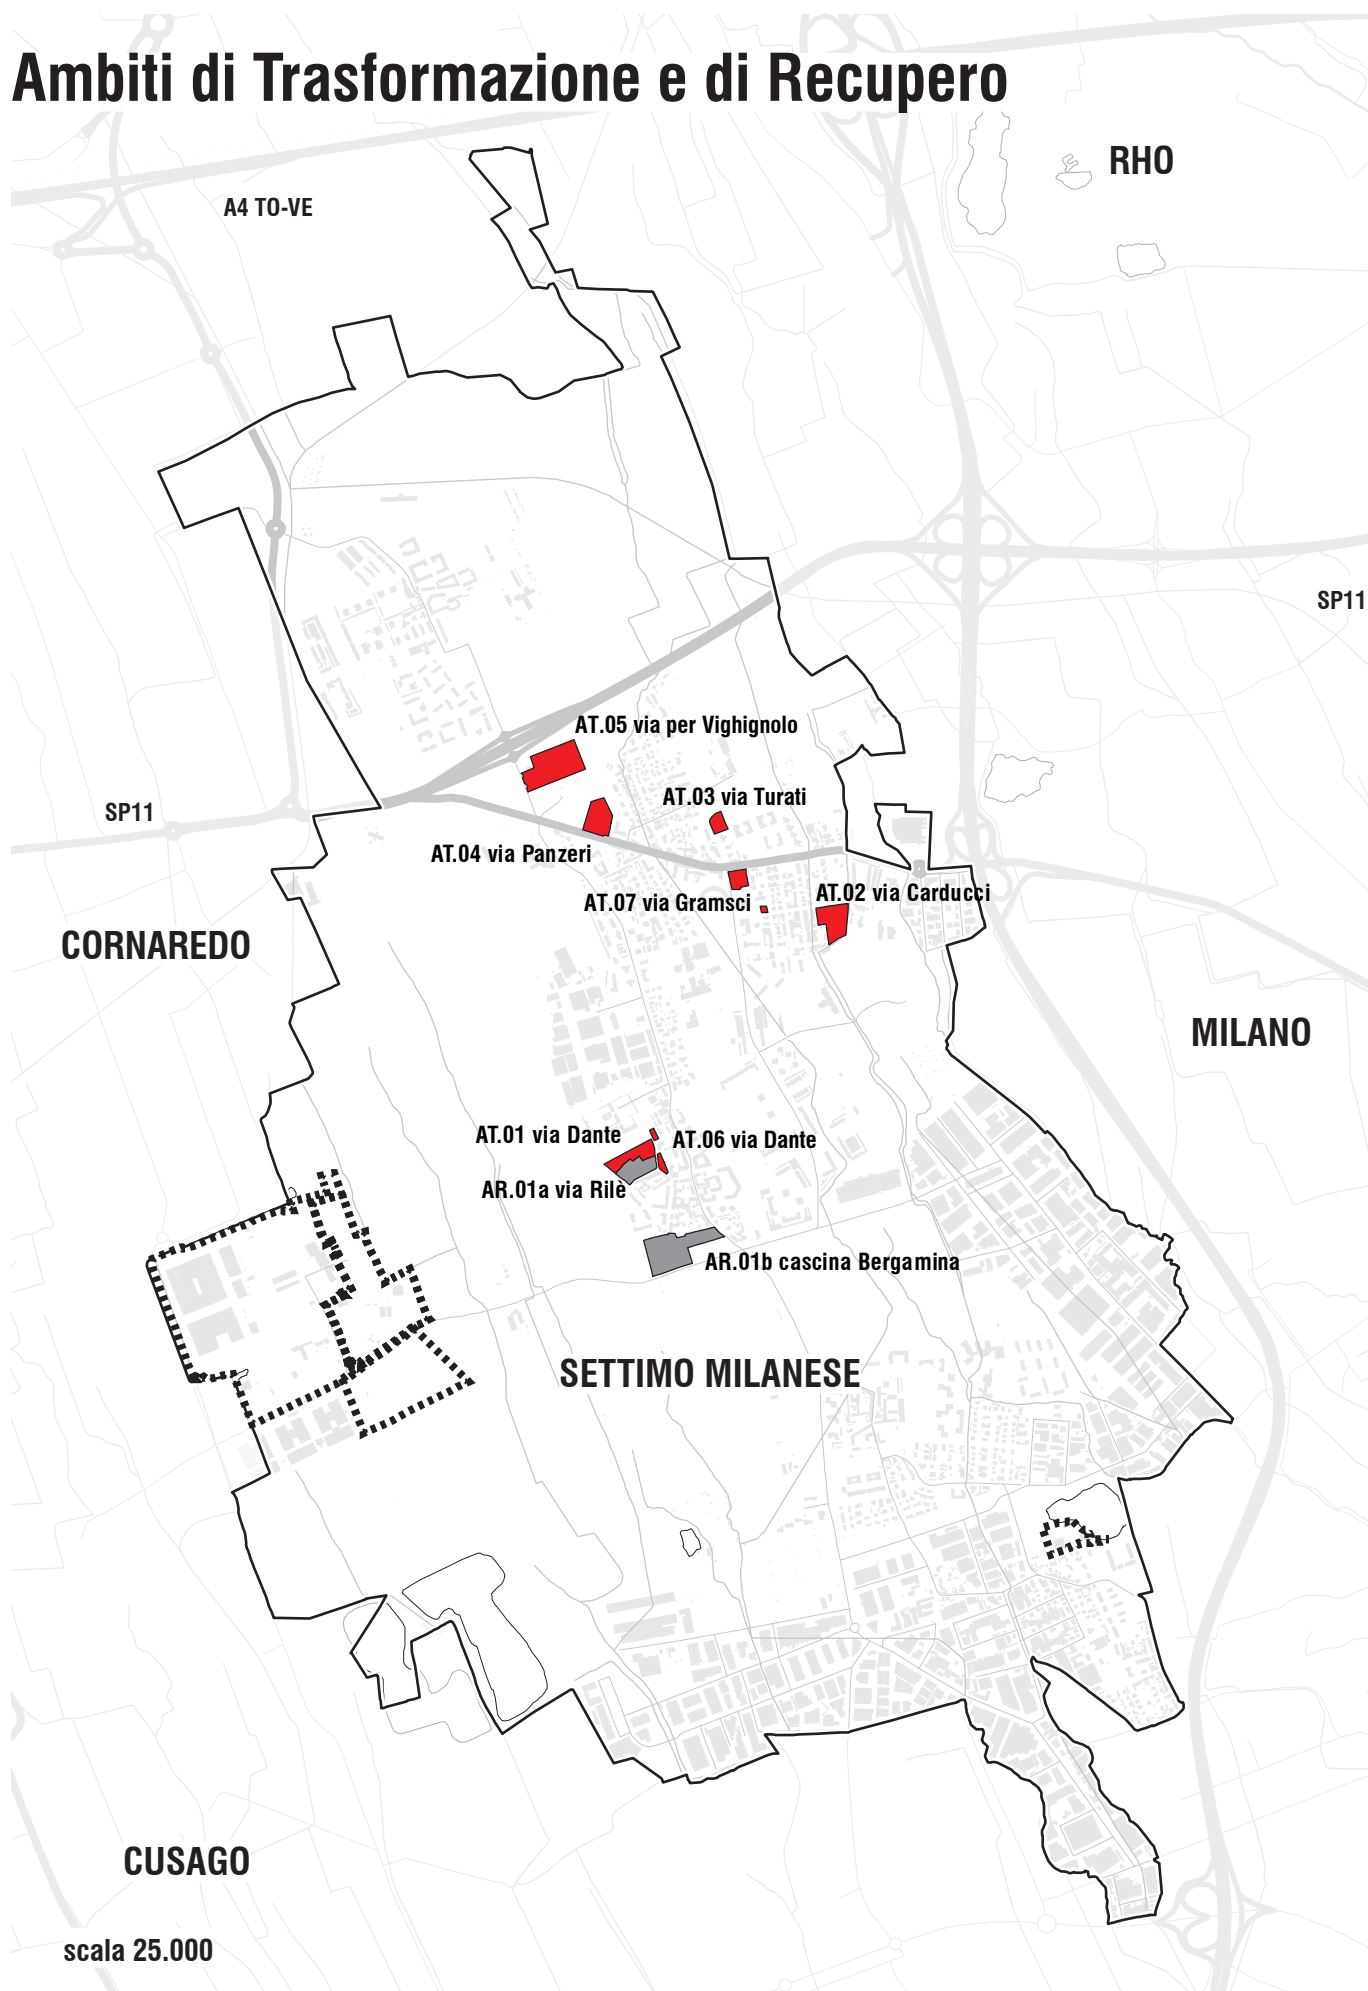 Ambiti di Trasformazione e di Recupero
RHO
A4 TO-VE
SP11
AT.05 via per Vighignolo
AT.03 via Turati
SP11
AT.04 via Panzeri
AT.02 via Carducci
AT.07 via Gramsci
CORNAREDO
MILANO
AT.01 via Dante
AT.06 via Dante
AR.01a via Rilè
AR.01b cascina Bergamina
SETTIMO MILANESE
CUSAGO
scala 25.000